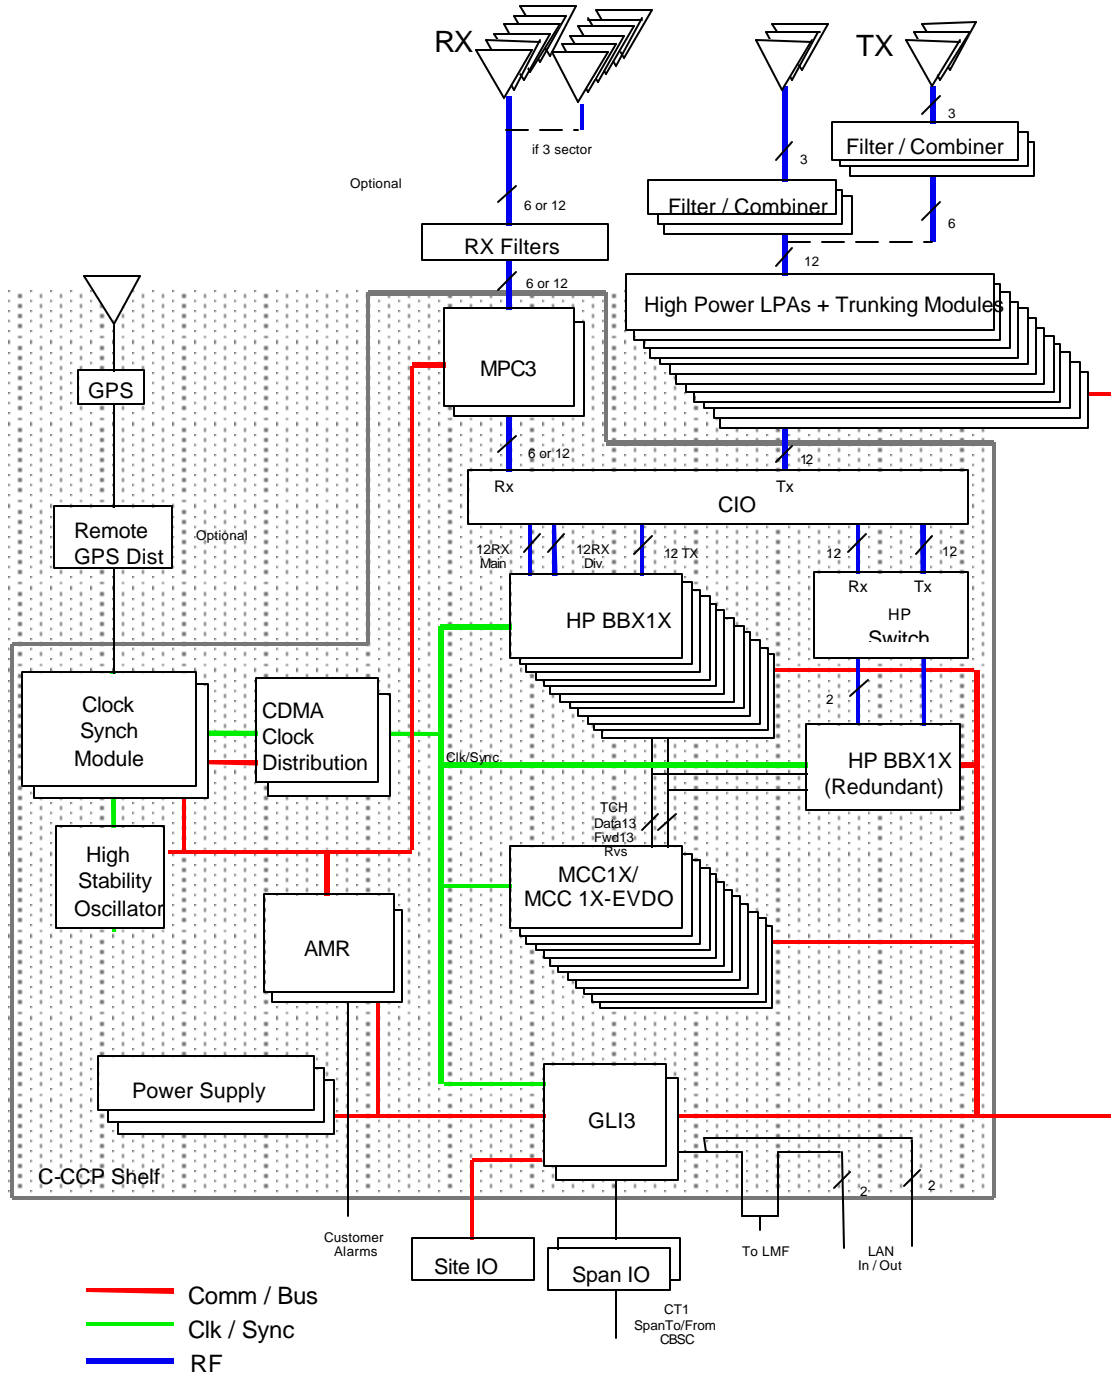 RX
TX
3
if 3 sector
Filter / Combiner
3
Optional
6 or 12
Filter / Combiner
6
RX Filters
12
6 or 12
High Power LPAs + Trunking Modules
MPC3
GPS
6 or 12
12
Rx
Tx
CIO
Remote
GPS Dist
Optional
12RX
Main
12RX
Div
12 TX
12
12
Rx
Tx
HP BBX1X
HP
Switch
2
Clock
Synch
Module
CDMA
Clock
Distribution
Clk/Sync
HP BBX1X
(Redundant)
TCH
Data13
Fwd13
Rvs
High
Stability
Oscillator
MCC1X/
MCC 1X-EVDO
AMR
Power Supply
GLI3
C-CCP Shelf
2
2
Customer
Alarms
Site IO
Span IO
To LMF
LAN
In / Out
CT1
SpanTo/From
CBSC
Comm / Bus
Clk / Sync
RF